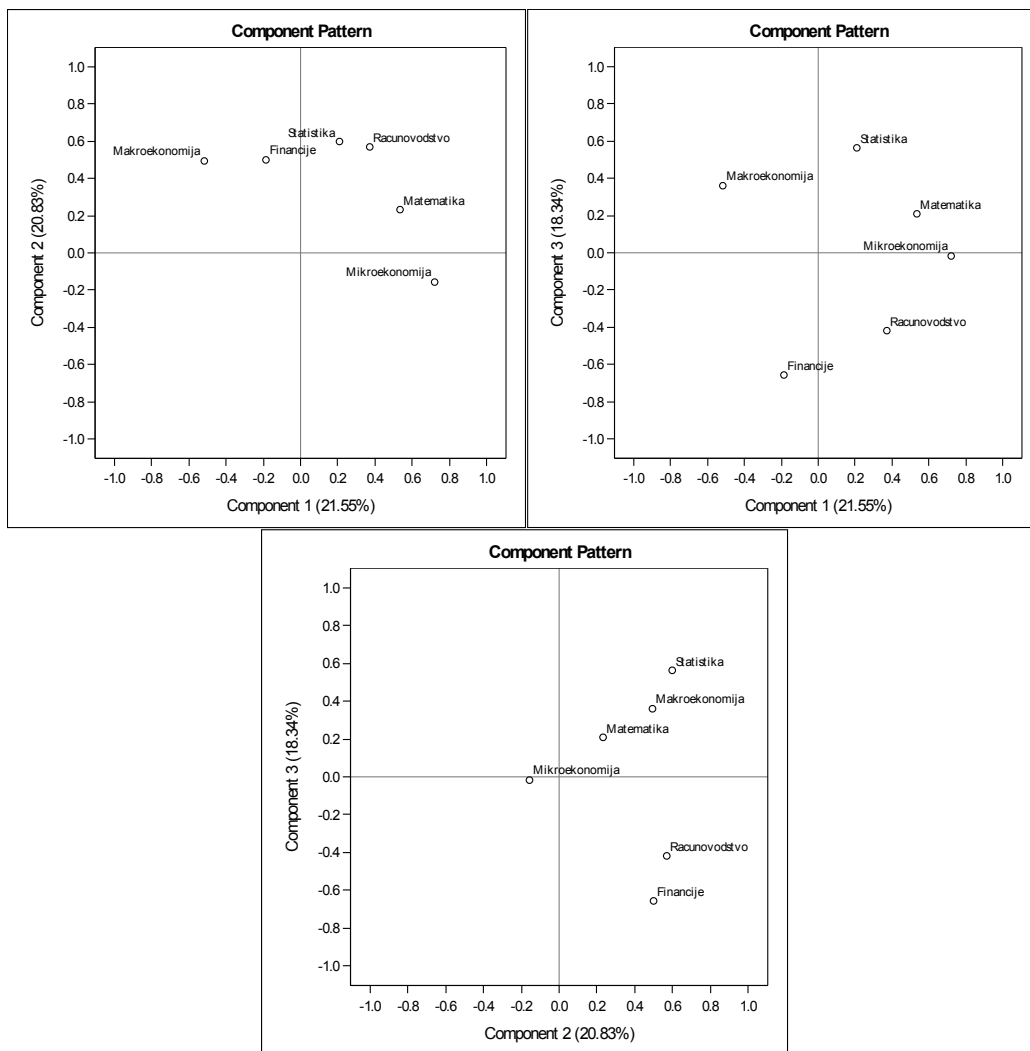 Component Pattern
1.0
0.8
0.6
0.4
0.2
0.0
-0.2
-0.4
-0.6
-0.8
-1.0
Component 2 (20.83%)
Statistika
Racunovodstvo
Makroekonomija
Financije
Matematika
Mikroekonomija
-1.0 -0.8 -0.6 -0.4 -0.2 0.0 0.2 0.4 0.6 0.8 1.0
Component 1 (21.55%)
Component Pattern
1.0
0.8
0.6
0.4
0.2
0.0
-0.2
-0.4
-0.6
-0.8
-1.0
Component 3 (18.34%)
Statistika
Makroekonomija
Matematika
Mikroekonomija
Racunovodstvo
Financije
-1.0 -0.8 -0.6 -0.4 -0.2 0.0 0.2 0.4 0.6 0.8 1.0
Component 1 (21.55%)
Component Pattern
1.0
0.8
0.6
0.4
0.2
0.0
-0.2
-0.4
-0.6
-0.8
-1.0
Component 3 (18.34%)
Statistika
Makroekonomija
Matematika
Mikroekonomija
Racunovodstvo
Financije
-1.0 -0.8 -0.6 -0.4 -0.2 0.0 0.2 0.4 0.6 0.8 1.0
Component 2 (20.83%)